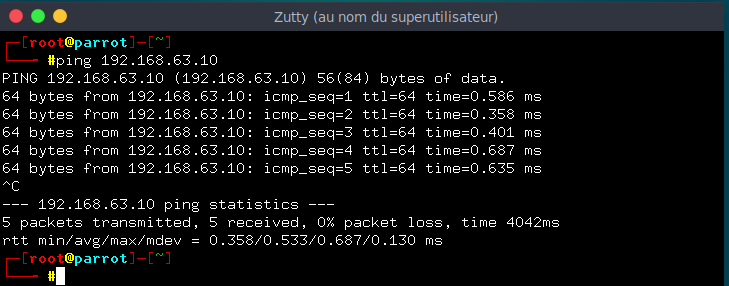 Zutty (au nom du superutilisateur)
┌─[root@parrot]─[~]
└──╼ #ping 192.168.63.10
PING 192.168.63.10 (192.168.63.10) 56(84) bytes of data.
64 bytes from 192.168.63.10: icmp_seq=1 ttl=64 time=0.586 ms
64 bytes from 192.168.63.10: icmp_seq=2 ttl=64 time=0.358 ms
64 bytes from 192.168.63.10: icmp_seq=3 ttl=64 time=0.401 ms
64 bytes from 192.168.63.10: icmp_seq=4 ttl=64 time=0.687 ms
64 bytes from 192.168.63.10: icmp_seq=5 ttl=64 time=0.635 ms
^C
--- 192.168.63.10 ping statistics ---
5 packets transmitted, 5 received, 0% packet loss, time 4042ms
rtt min/avg/max/mdev = 0.358/0.533/0.687/0.130 ms
┌─[root@parrot]─[~]
└──╼ #